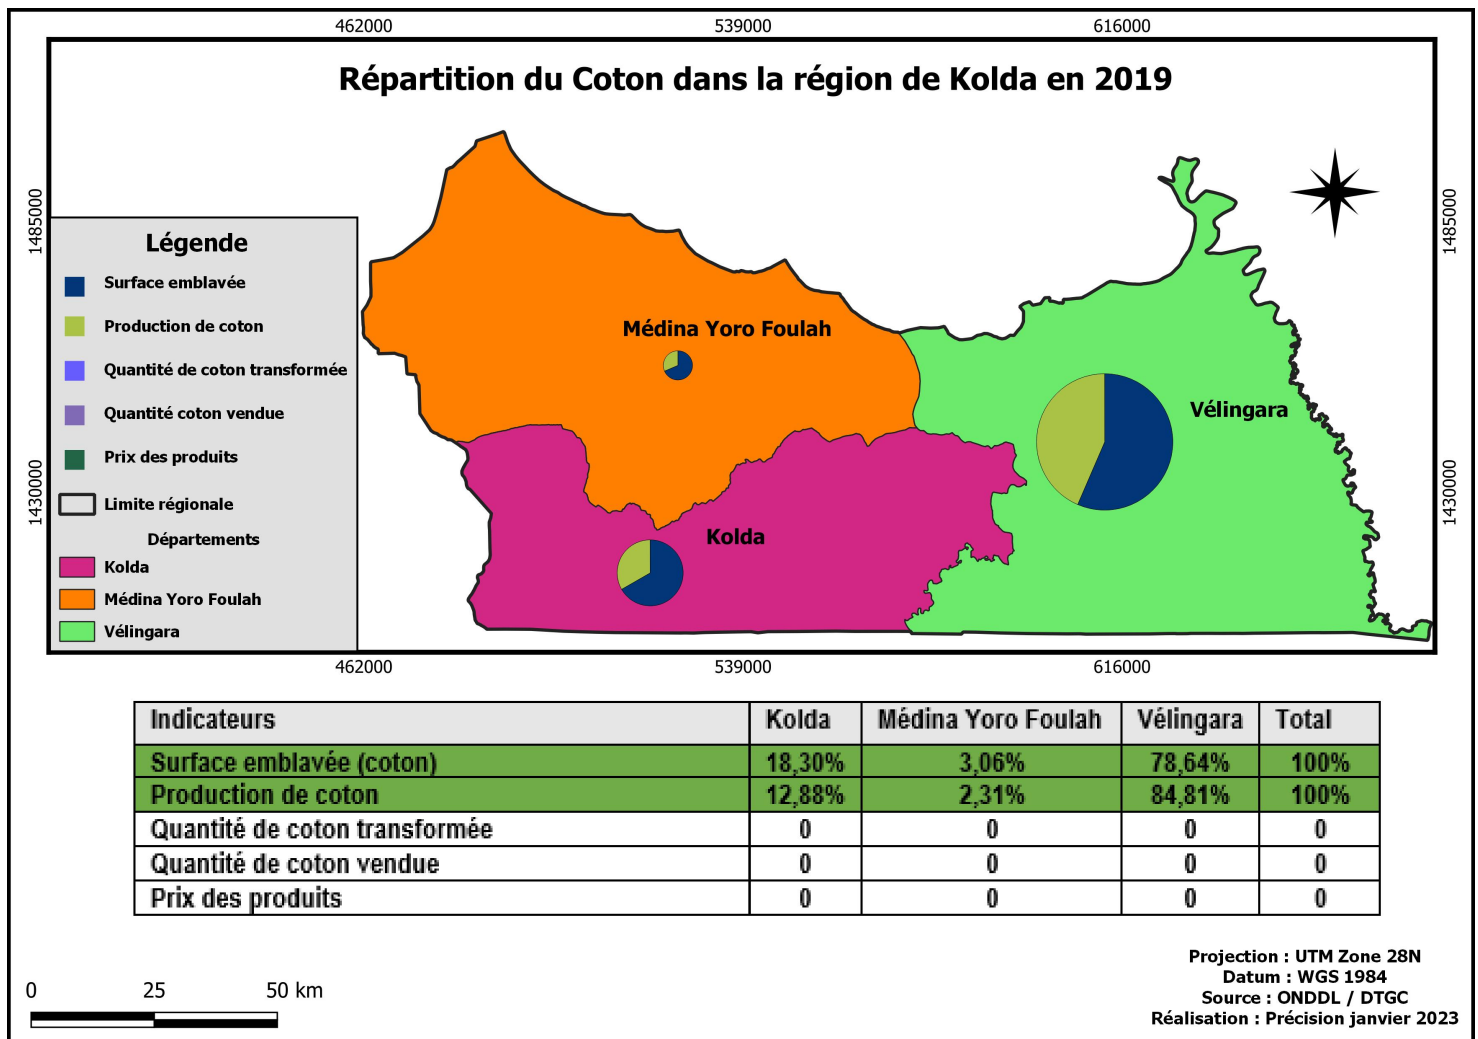 462000 539000 616000
Répartition du Coton dans la région de Kolda en 2019
1485000
1485000
1430000
1430000
Légende
Surface emblavée
Production de coton
Quantité de coton transformée
Quantité coton vendue
Prix des produits
Limite régionale
Départements
Kolda
Médina Yoro Foulah
Vélingara
Médina Yoro Foulah
Vélingara
Kolda
462000 539000 616000
Indicateurs Kolda Médina Yoro Foulah Vélingara Total
Surface emblavée (coton) 18,30% 3,06% 78,64% 100%
Production de coton 12,88% 2,31% 84,81% 100%
Quantité de coton transformée 0 0 0 0
Quantité de coton vendue 0 0 0 0
Prix des produits 0 0 0 0
0 25 50 km
Projection : UTM Zone 28N
Datum : WGS 1984
Source : ONDDL / DTGC
Réalisation : Précision janvier 2023